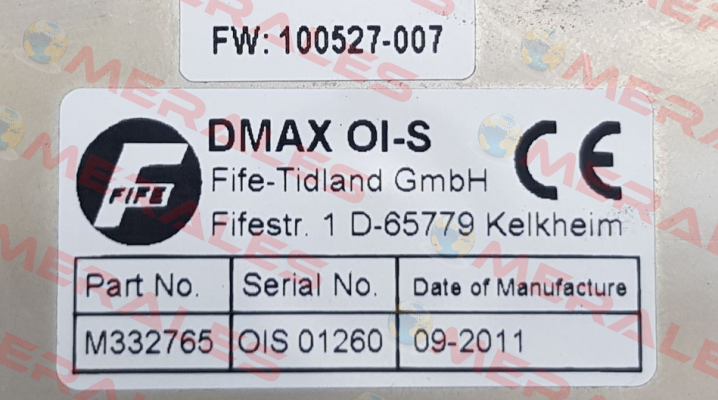 FW: 100527-007
FIFE
DMAX OI-S
CE
Fife-Tidland GmbH
Fifestr. 1 D-65779 Kelkheim
Part No. Serial No. Date of Manufacture
M332765 OIS 01260 09-2011
MERALES